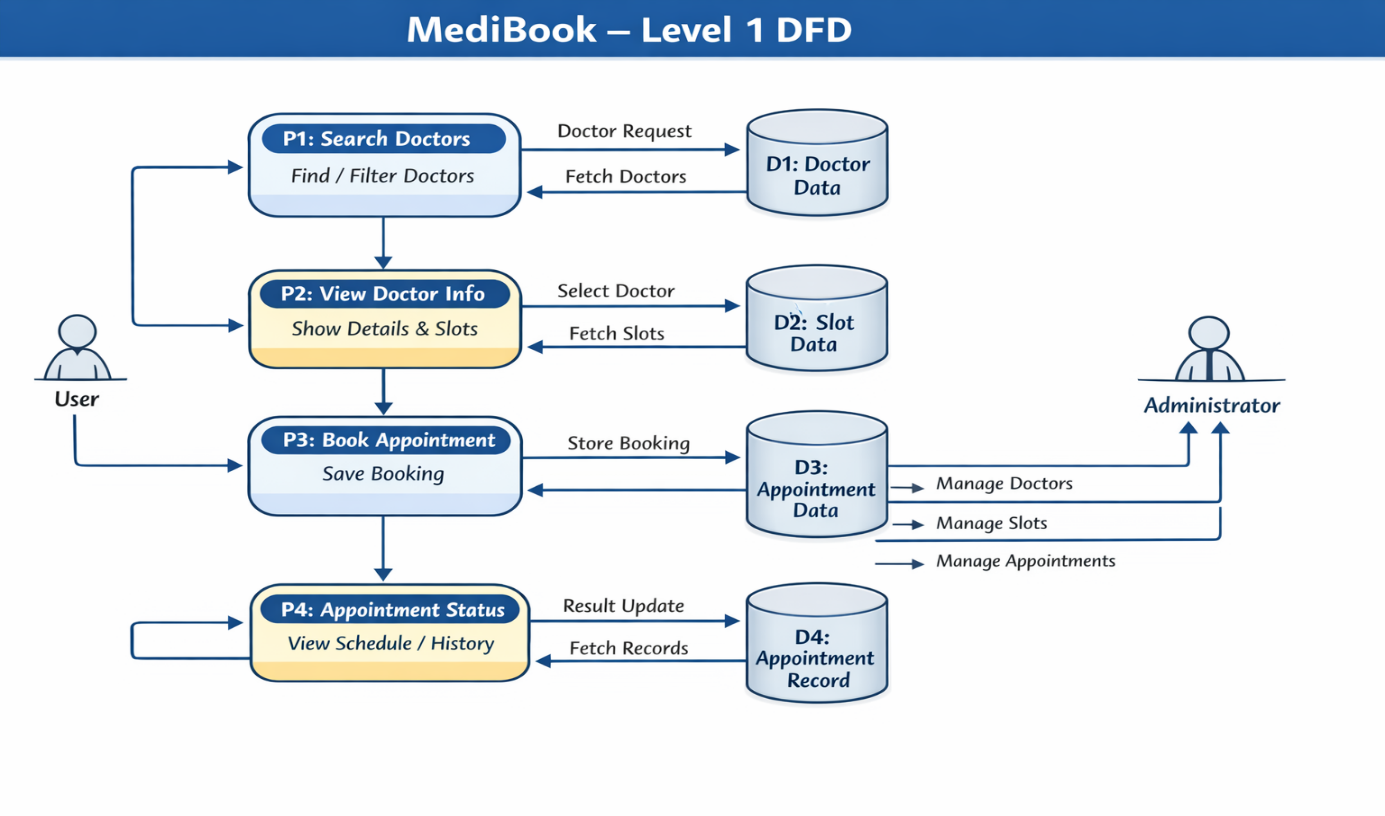 MediBook – Level 1 DFD
P1: Search Doctors
Find / Filter Doctors
Doctor Request
Fetch Doctors
D1: Doctor
Data
P2: View Doctor Info
Show Details & Slots
Select Doctor
Fetch Slots
D2: Slot
Data
User
Administrator
P3: Book Appointment
Save Booking
Store Booking
D3:
Appointment
Data
Manage Doctors
Manage Slots
Manage Appointments
P4: Appointment Status
View Schedule / History
Result Update
Fetch Records
D4:
Appointment
Record